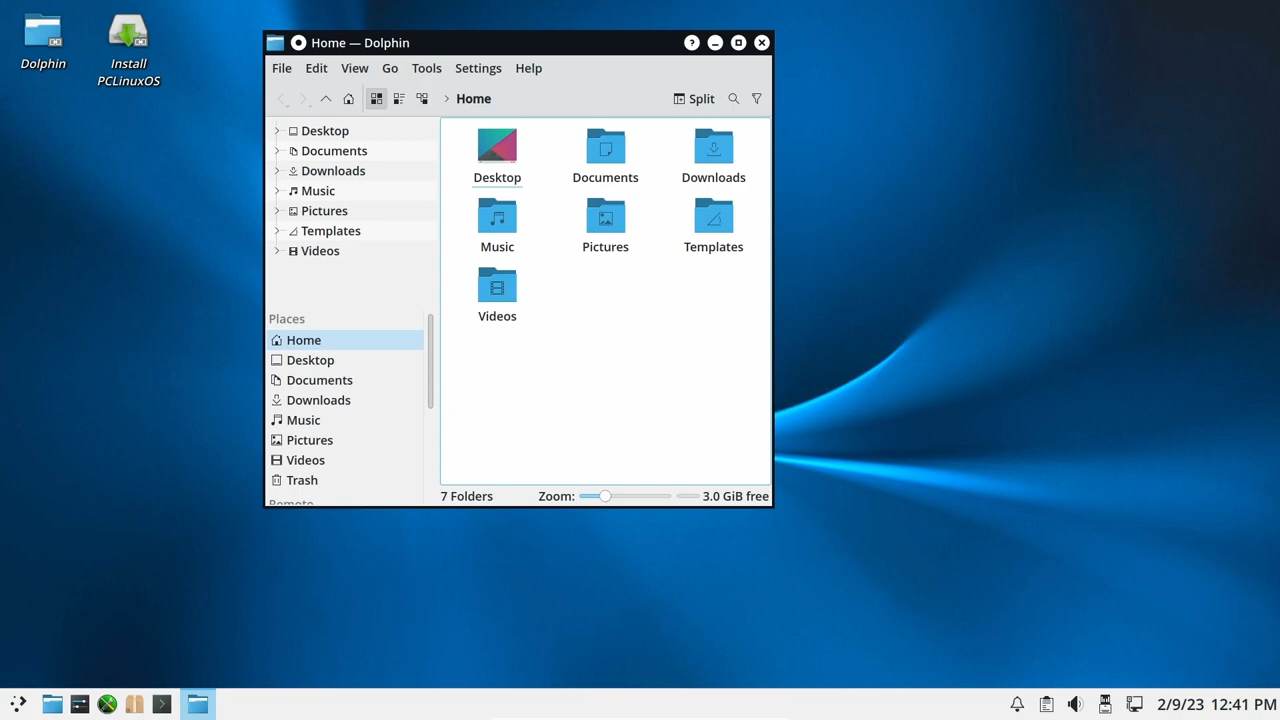 Dolphin
Install
PCLinuxOS
Home — Dolphin
File Edit View Go Tools Settings Help
Home
Split
Desktop
Documents
Downloads
Music
Pictures
Templates
Videos
Places
Home
Desktop
Documents
Downloads
Music
Pictures
Videos
Trash
Remote
Desktop Documents Downloads
Music Pictures Templates
Videos
7 Folders Zoom: 3.0 GiB free
2/9/23 12:41 PM